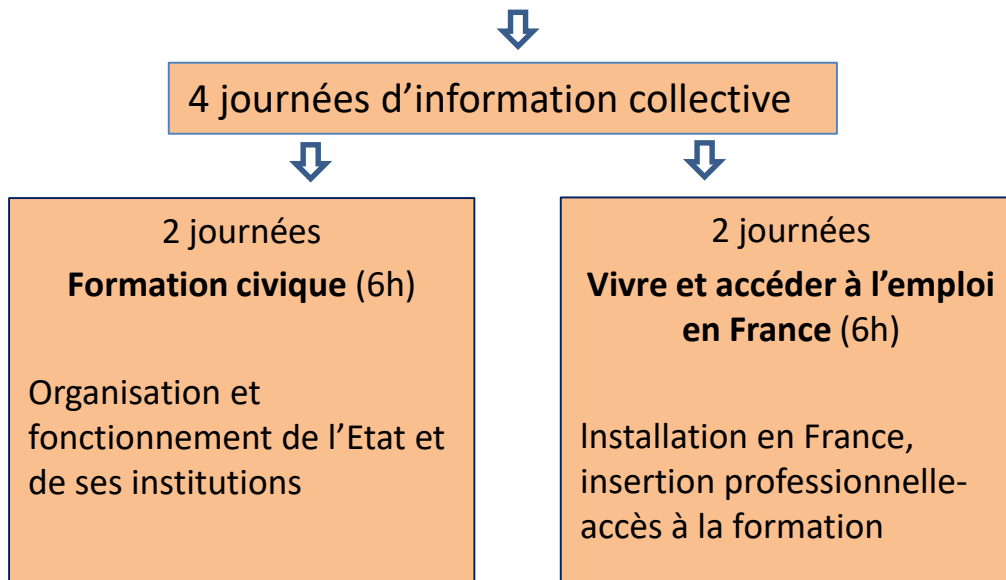 4 journées d’information collective
2 journées
Formation civique (6h)
Organisation et
fonctionnement de l’Etat et
de ses institutions
2 journées
Vivre et accéder à l’emploi
en France (6h)
Installation en France,
insertion professionnelle-
accès à la formation